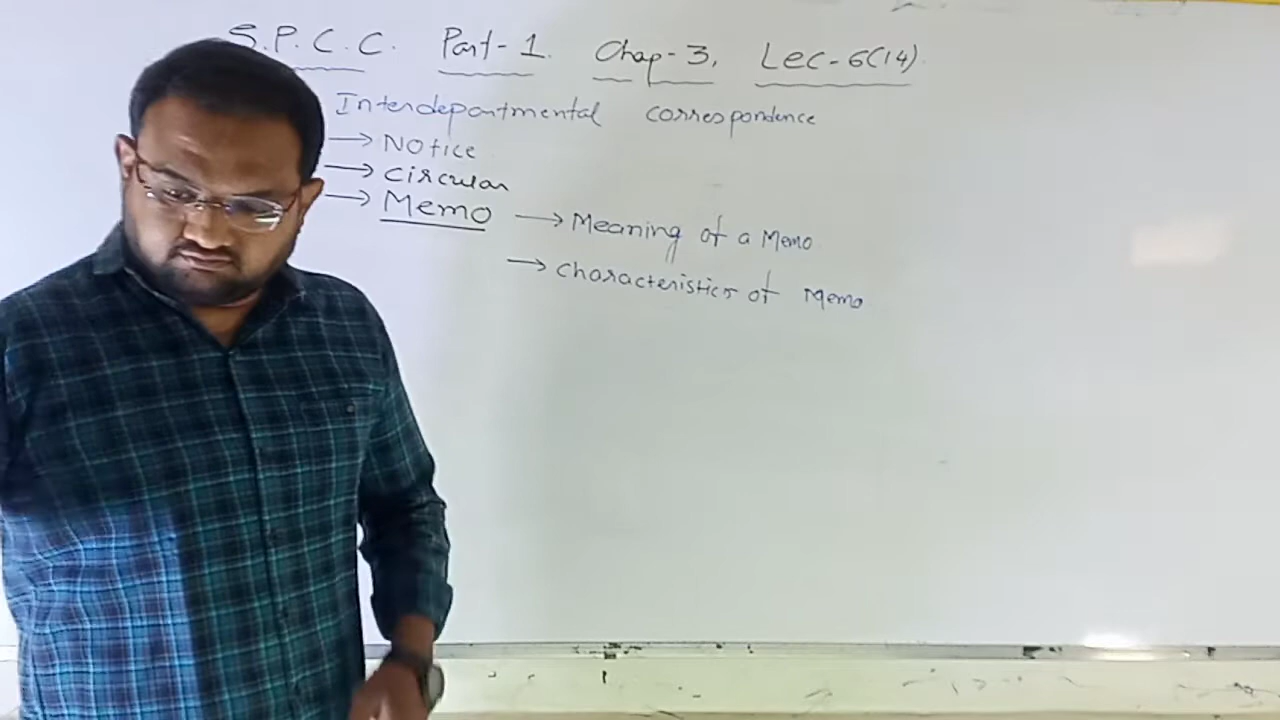 S.P.C.C. Part-1. Chap-3, Lec-6(14).
Interdepartmental correspondence
→ Notice
→ circular
→ Memo → Meaning of a Memo
→ characteristics of Memo